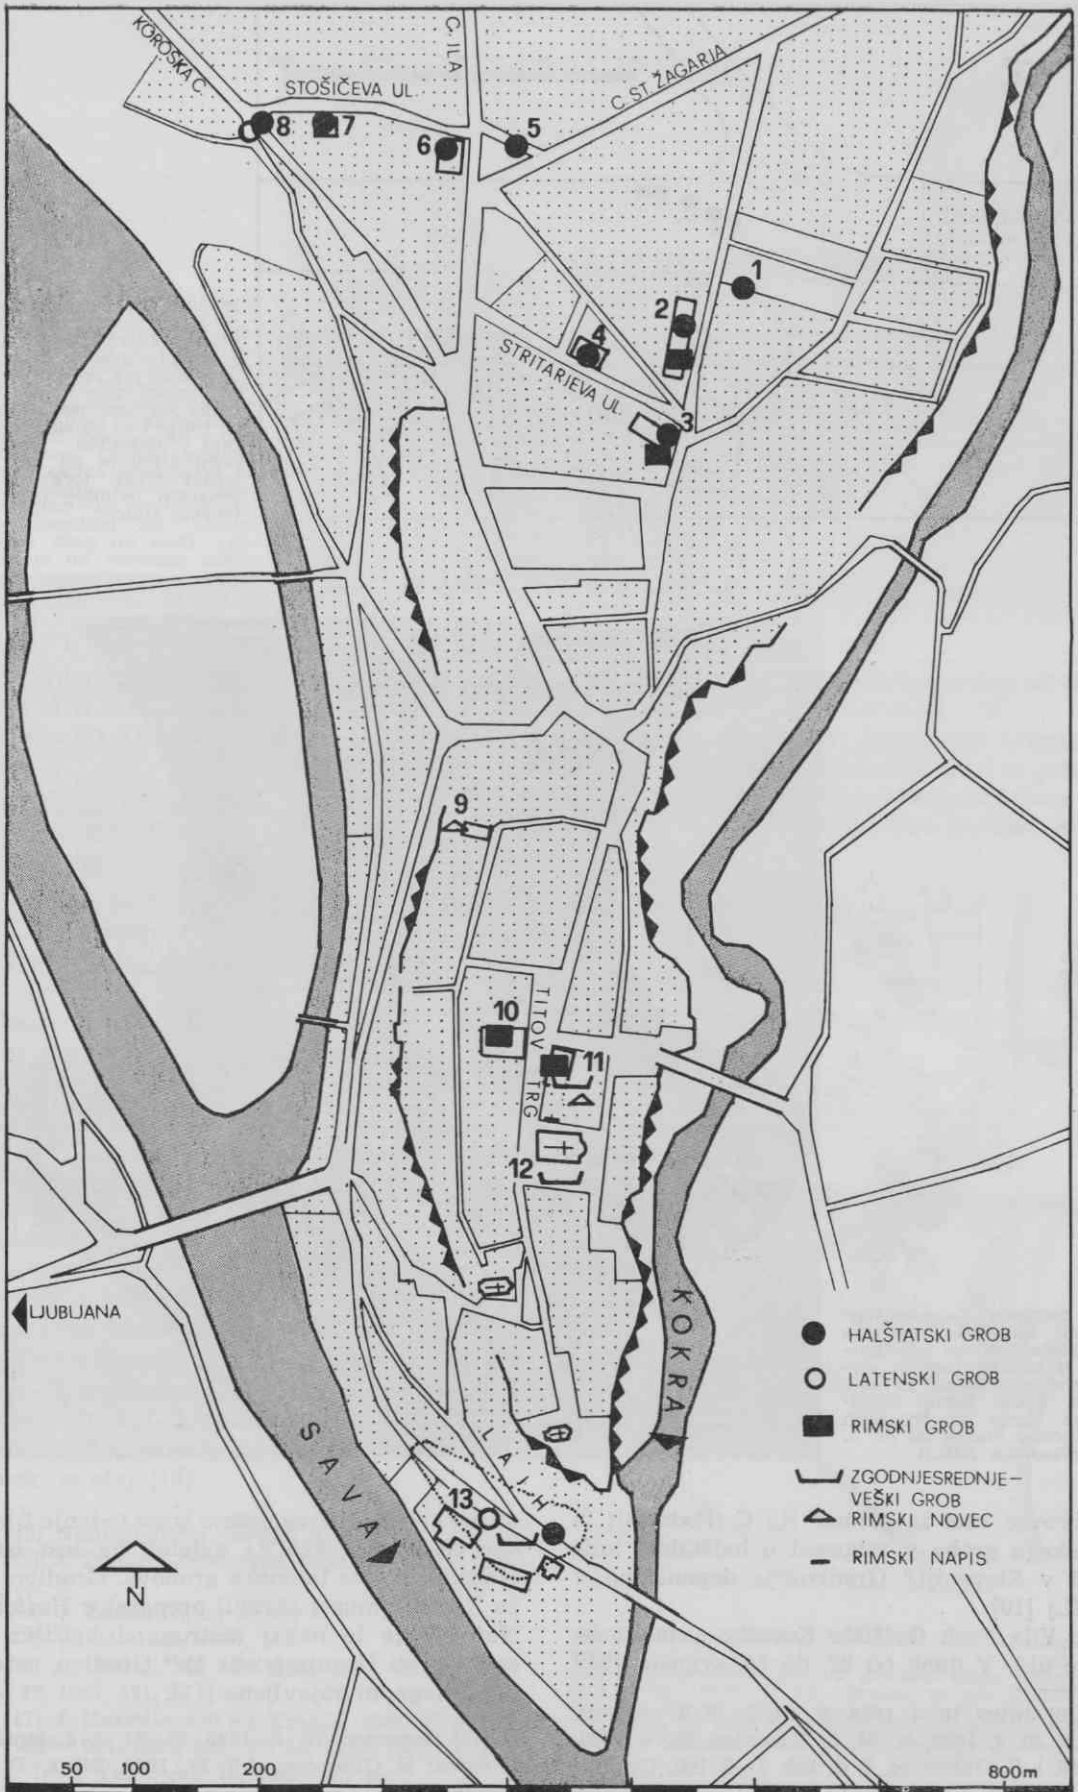 KOROŠKA C.
C. JLA
STOŠIČEVA UL.
C. ST. ŽAGARJA
8
7
6
5
1
2
4
STRITARJEVA UL.
3
9
10
TITOV TRG
11
12
LJUBLJANA
KOKRA
SAVA
LAJH
13
N
HALŠTATSKI GROB
LATENSKI GROB
RIMSKI GROB
ZGODNJESREDNJE–
VEŠKI GROB
RIMSKI NOVEC
RIMSKI NAPIS
50 100 200 800m